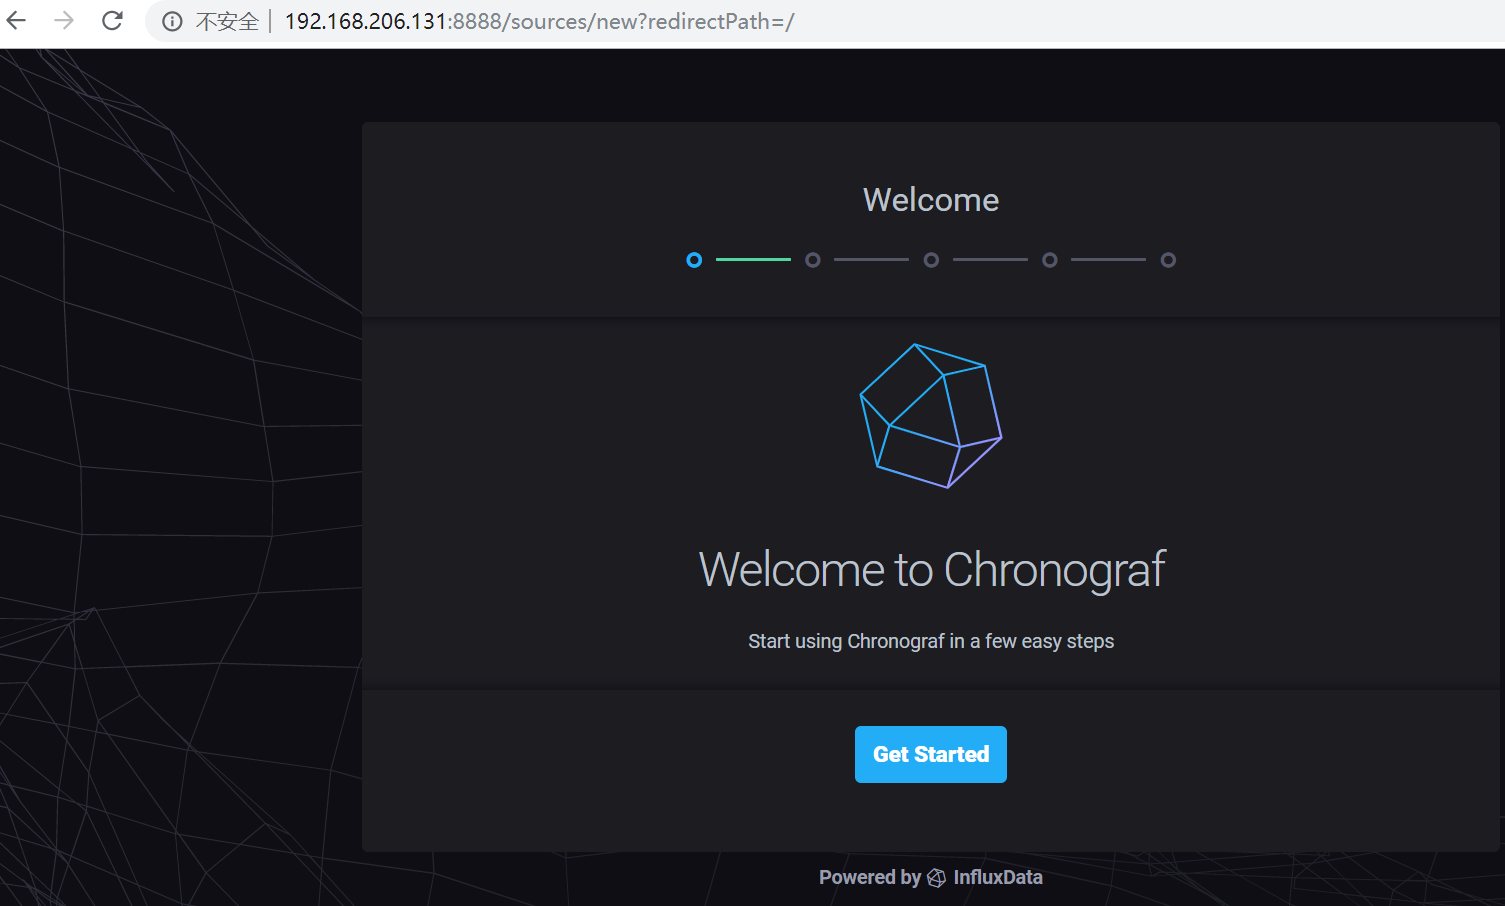 不安全 192.168.206.131:8888/sources/new?redirectPath=/
Welcome
Welcome to Chronograf
Start using Chronograf in a few easy steps
Get Started
Powered by InfluxData